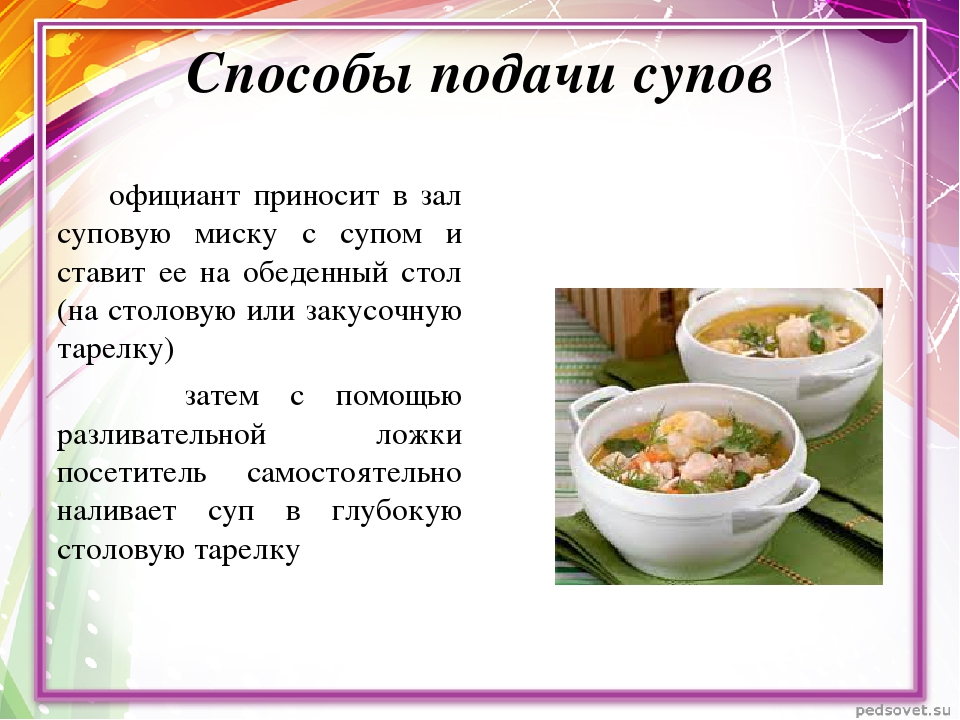 Способы подачи супов
официант приносит в зал
суповую миску с супом и
ставит ее на обеденный стол
(на столовую или закусочную
тарелку)
затем с помощью
разливательной ложки
посетитель самостоятельно
наливает суп в глубокую
столовую тарелку
pedsovet.su